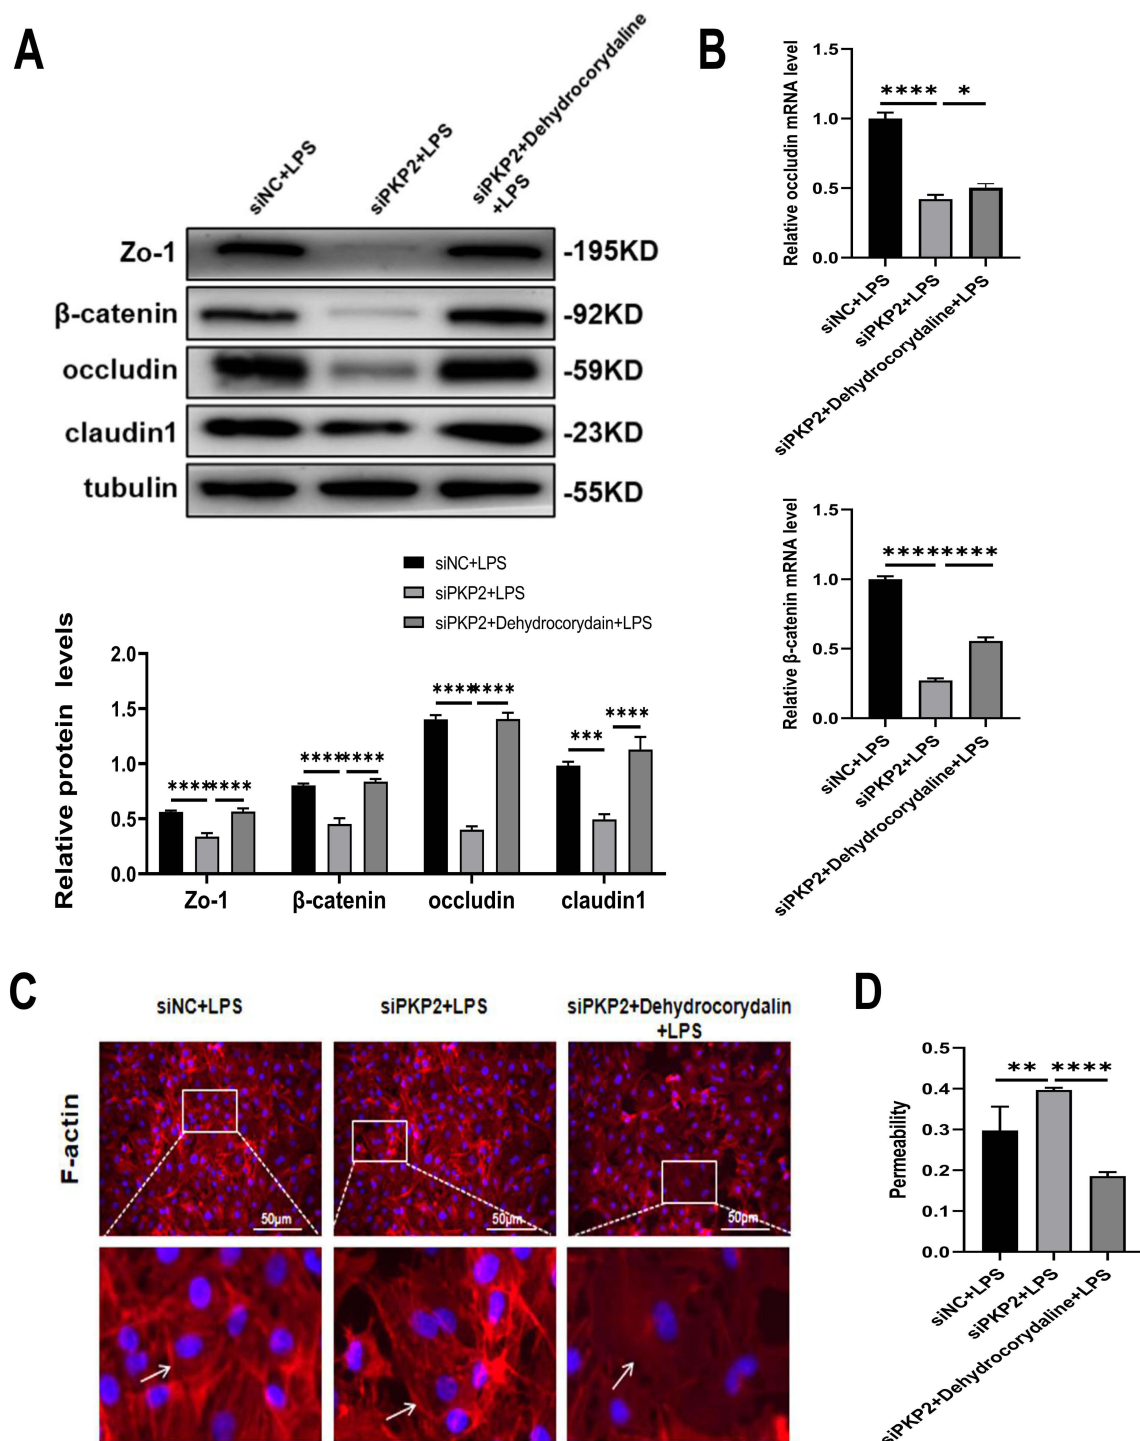 A
siNC+LPS
siPKP2+LPS
siPKP2+Dehydrocorydaline
+LPS
Zo-1
-195KD
β-catenin
-92KD
occludin
-59KD
claudin1
-23KD
tubulin
-55KD
siNC+LPS
siPKP2+LPS
siPKP2+Dehydrocorydain+LPS
Relative protein levels
2.0
1.5
1.0
0.5
0.0
********
********
********
***
****
Zo-1
β-catenin
occludin
claudin1
B
Relative occludin mRNA level
1.5
1.0
0.5
0.0
****
*
siNC+LPS
siPKP2+LPS
siPKP2+Dehydrocorydaline+LPS
Relative β-catenin mRNA level
1.5
1.0
0.5
0.0
********
siNC+LPS
siPKP2+LPS
siPKP2+Dehydrocorydaline+LPS
C
siNC+LPS
siPKP2+LPS
siPKP2+Dehydrocorydalin
+LPS
F-actin
50μm
50μm
50μm
D
Permeability
0.5
0.4
0.3
0.2
0.1
0.0
**
****
siNC+LPS
siPKP2+LPS
siPKP2+Dehydrocorydaline+LPS